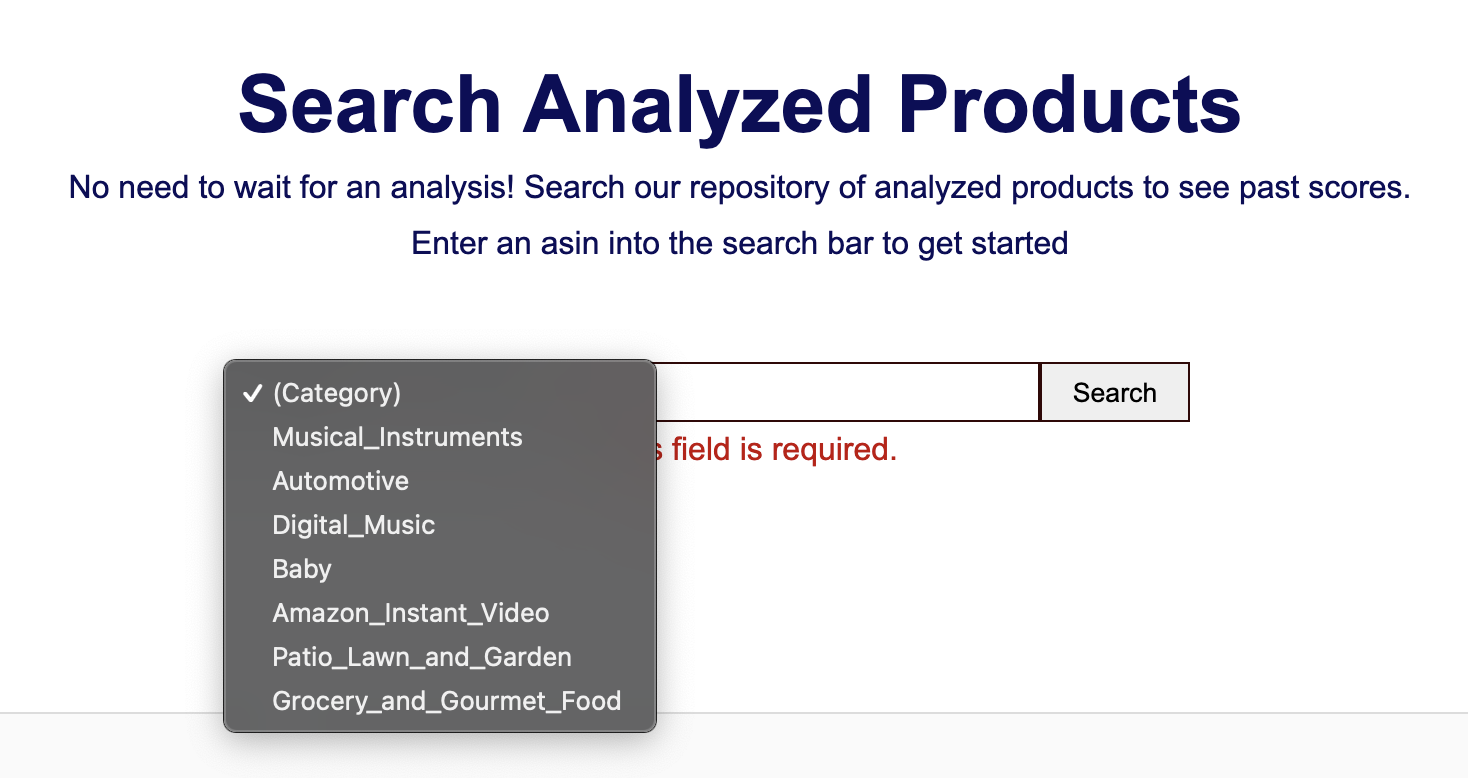 Search Analyzed Products
No need to wait for an analysis! Search our repository of analyzed products to see past scores.
Enter an asin into the search bar to get started
✓ (Category)
Search
Musical_Instruments
field is required.
Automotive
Digital_Music
Baby
Amazon_Instant_Video
Patio_Lawn_and_Garden
Grocery_and_Gourmet_Food